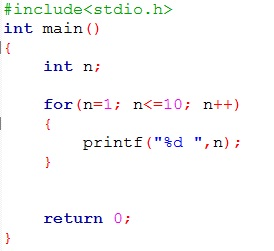 #include<stdio.h>
int main()
{
    int n;
    for(n=1; n<=10; n++)
    {
        printf("%d ",n);
    }
    return 0;
}